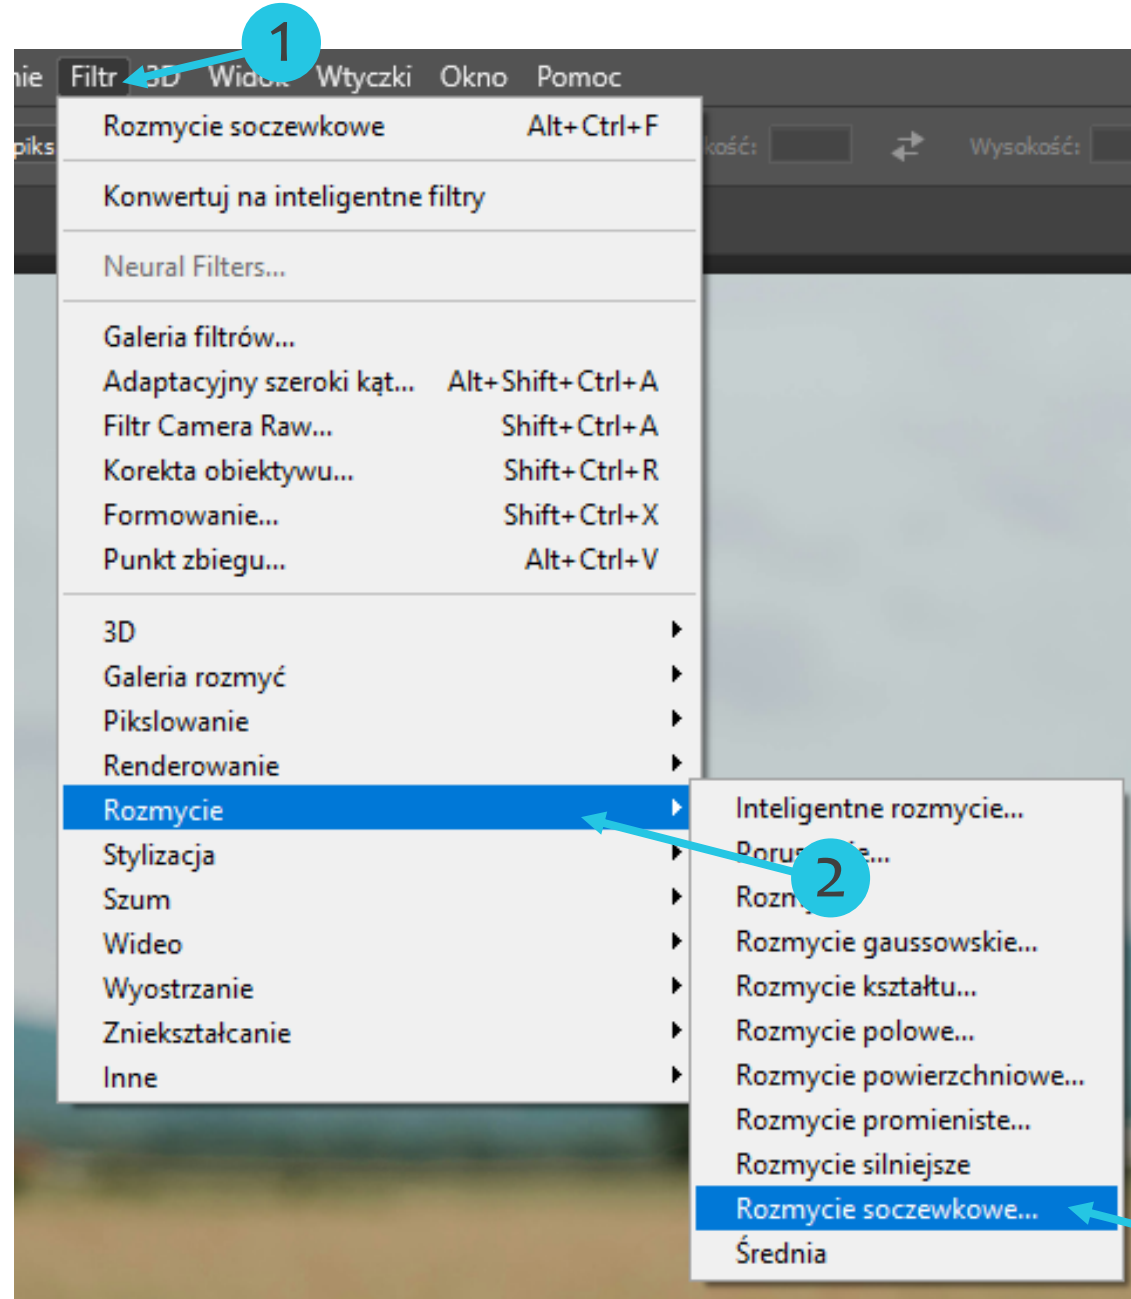 1
Filtr 3D Widok Wtyczki Okno Pomoc
Rozmycie soczewkowe Alt+Ctrl+F
Wysokość:
Konwertuj na inteligentne filtry
Neural Filters...
Galeria filtrów...
Adaptacyjny szeroki kąt... Alt+Shift+Ctrl+A
Filtr Camera Raw... Shift+Ctrl+A
Korekta obiektywu... Shift+Ctrl+R
Formowanie... Shift+Ctrl+X
Punkt zbiegu... Alt+Ctrl+V
3D
Galeria rozmyć
Pikslowanie
Renderowanie
Rozmycie
Stylizacja
Szum
Wideo
Wyostrzanie
Zniekształcanie
Inne
Inteligentne rozmycie...
2
Rozmycie gaussowskie...
Rozmycie kształtu...
Rozmycie polowe...
Rozmycie powierzchniowe...
Rozmycie promieniste...
Rozmycie silniejsze
Rozmycie soczewkowe...
Średnia